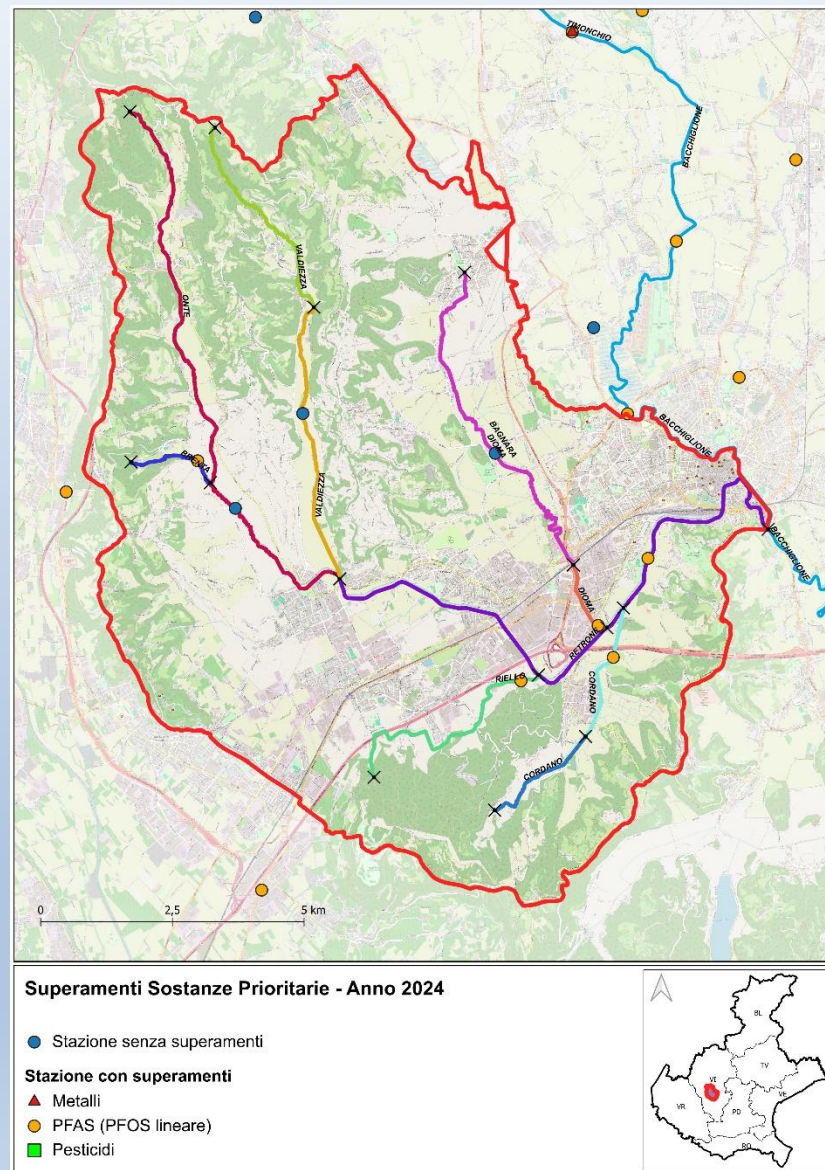 TIMONCHIO
BACCHIGLIONE
VALDIEZZA
ONTE
BAGNARA
DIOMA
BRENTA
VALDIEZZA
BACCHIGLIONE
BACCHIGLIONE
DIOMA
RETRONE
RIELLO
CORDANO
CORDANO
0 2,5 5 km
Superamenti Sostanze Prioritarie - Anno 2024
Stazione senza superamenti
Stazione con superamenti
Metalli
PFAS (PFOS lineare)
Pesticidi
BL
TV
VI
VE
VR
PD
RO